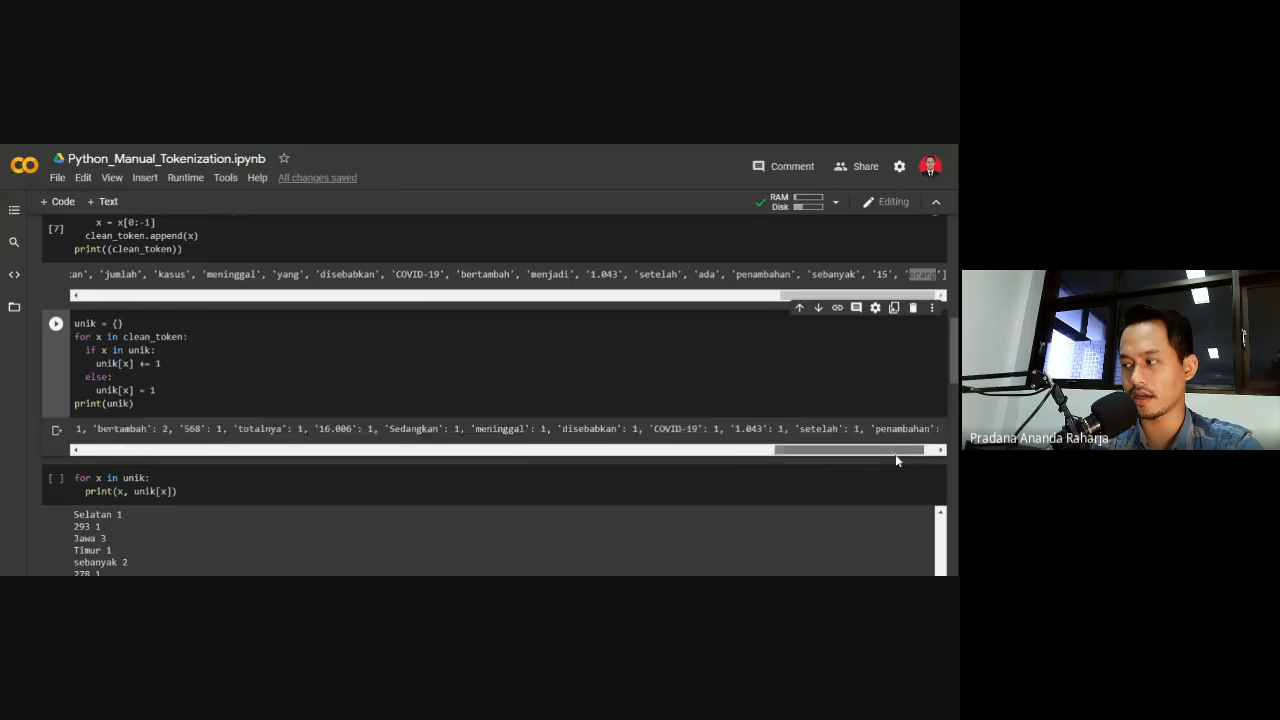 Python_Manual_Tokenization.ipynb
File Edit View Insert Runtime Tools Help All changes saved
Comment Share
+ Code + Text
RAM
Disk
Editing
[7]
x = x[0:-1]
clean_token.append(x)
print((clean_token))
an', 'jumlah', 'kasus', 'meninggal', 'yang', 'disebabkan', 'COVID-19', 'bertambah', 'menjadi', '1.043', 'setelah', 'ada', 'penambahan', 'sebanyak', '15', 'orang']
unik = {}
for x in clean_token:
if x in unik:
unik[x] += 1
else:
unik[x] = 1
print(unik)
1, 'bertambah': 2, '568': 1, 'totalnya': 1, '16.006': 1, 'Sedangkan': 1, 'meninggal': 1, 'disebabkan': 1, 'COVID-19': 1, '1.043': 1, 'setelah': 1, 'penambahan':
[ ]
for x in unik:
print(x, unik[x])
Selatan 1
293 1
Jawa 3
Timur 1
sebanyak 2
278 1
Pradana Ananda Raharja